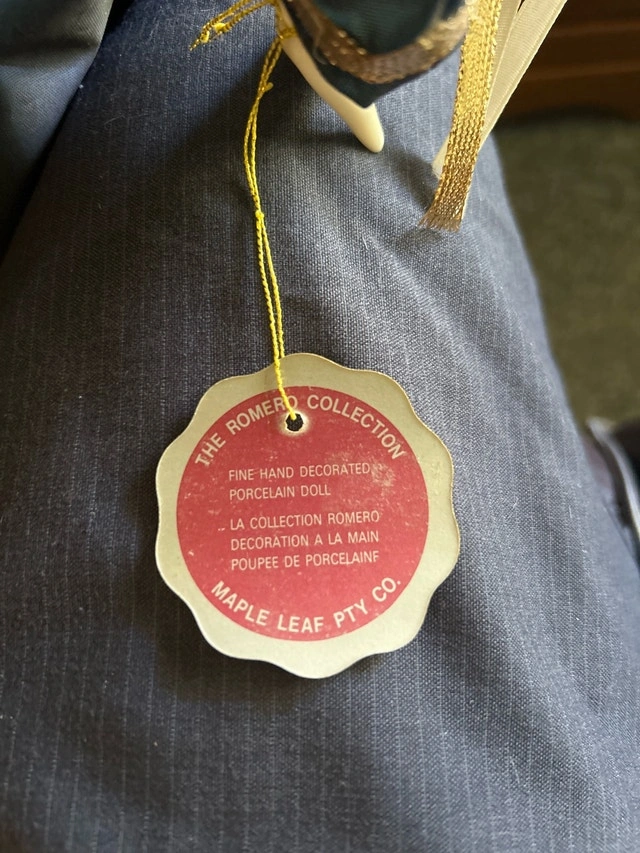 THE ROMERO COLLECTION
FINE HAND DECORATED
PORCELAIN DOLL
LA COLLECTION ROMERO
DECORATION A LA MAIN
POUPEE DE PORCELAINE
MAPLE LEAF PTY CO.